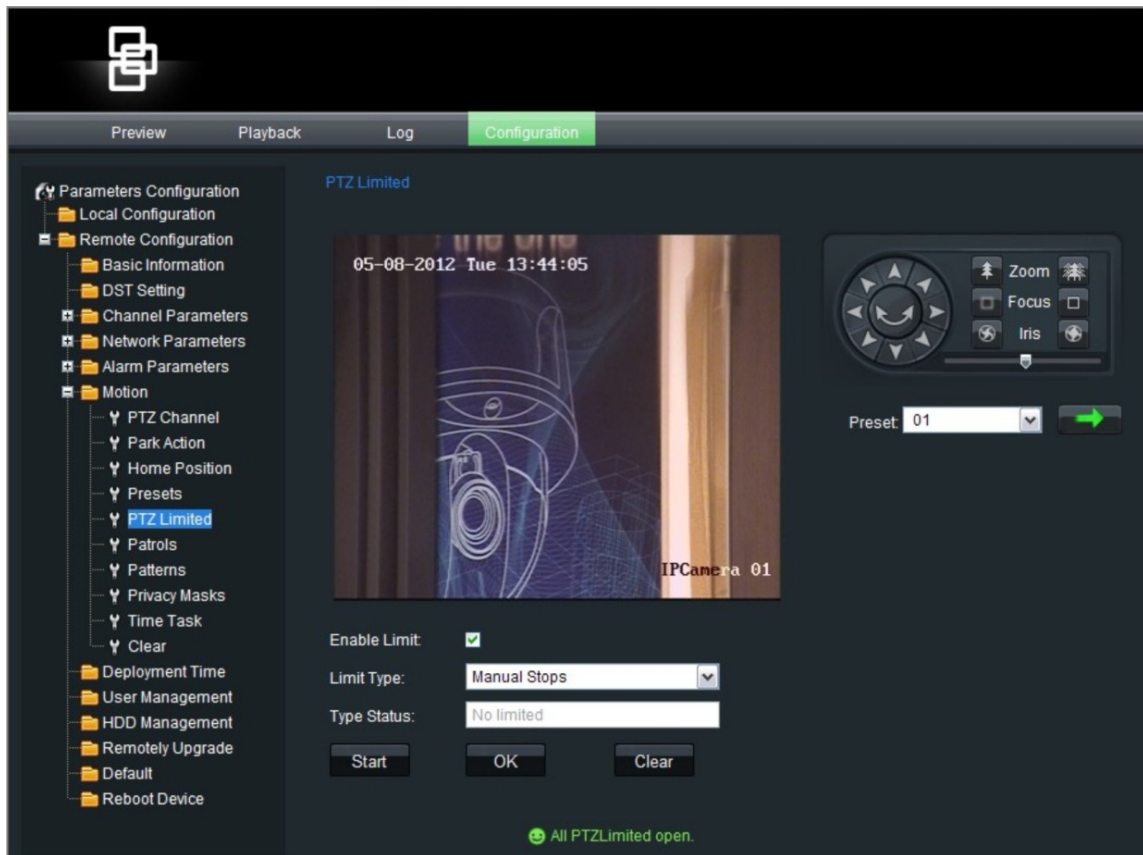 Preview Playback Log Configuration
Parameters Configuration
Local Configuration
Remote Configuration
Basic Information
DST Setting
Channel Parameters
Network Parameters
Alarm Parameters
Motion
PTZ Channel
Park Action
Home Position
Presets
PTZ Limited
Patrols
Patterns
Privacy Masks
Time Task
Clear
Deployment Time
User Management
HDD Management
Remotely Upgrade
Default
Reboot Device
PTZ Limited
the one
05-08-2012 Tue 13:44:05
IPCamera 01
Zoom
Focus
Iris
Preset: 01
Enable Limit:
Limit Type: Manual Stops
Type Status: No limited
Start OK Clear
All PTZLimited open.